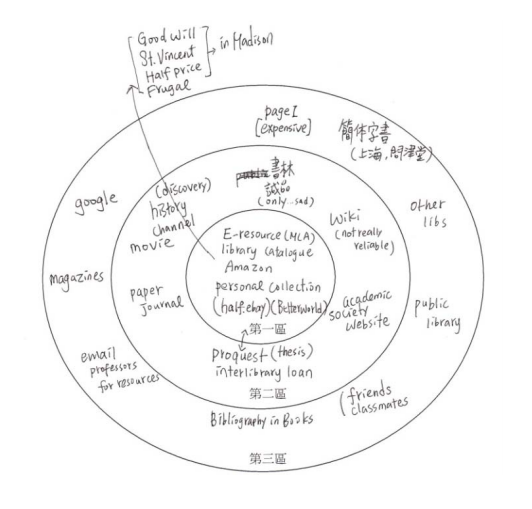 Good Will
St. Vincent
Half price
Frugal
in Madison
page 1
[expensive]
簡体字書
(上海,問津堂)
google
(discovery)
history
channel
movie
書林
誠品
(only...sad)
Wiki
(not really
reliable)
other
libs
E-resource (MLA)
library catalogue
Amazon
personal collection
(half.ebay) (Betterworld)
第一區
magazines
paper
Journal
academic
society
website
public
library
proquest (thesis)
interlibrary loan
第二區
email
professors
for resources
(friends
classmates
Bibliography in Books
第三區